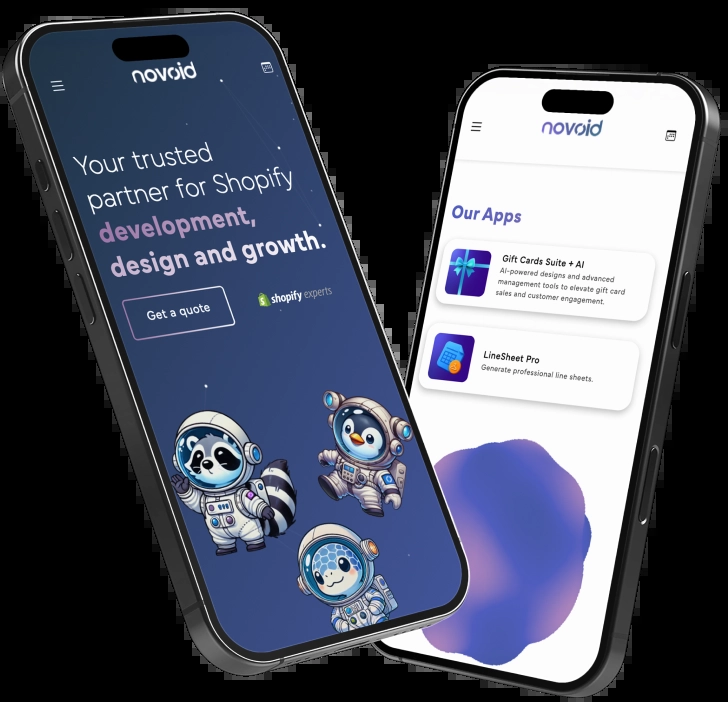 novoid
Your trusted
partner for Shopify
development,
design and growth.
Get a quote
shopify experts
novoid
Our Apps
Gift Cards Suite + AI
AI-powered designs and advanced
management tools to elevate gift card
sales and customer engagement.
LineSheet Pro
Generate professional line sheets.